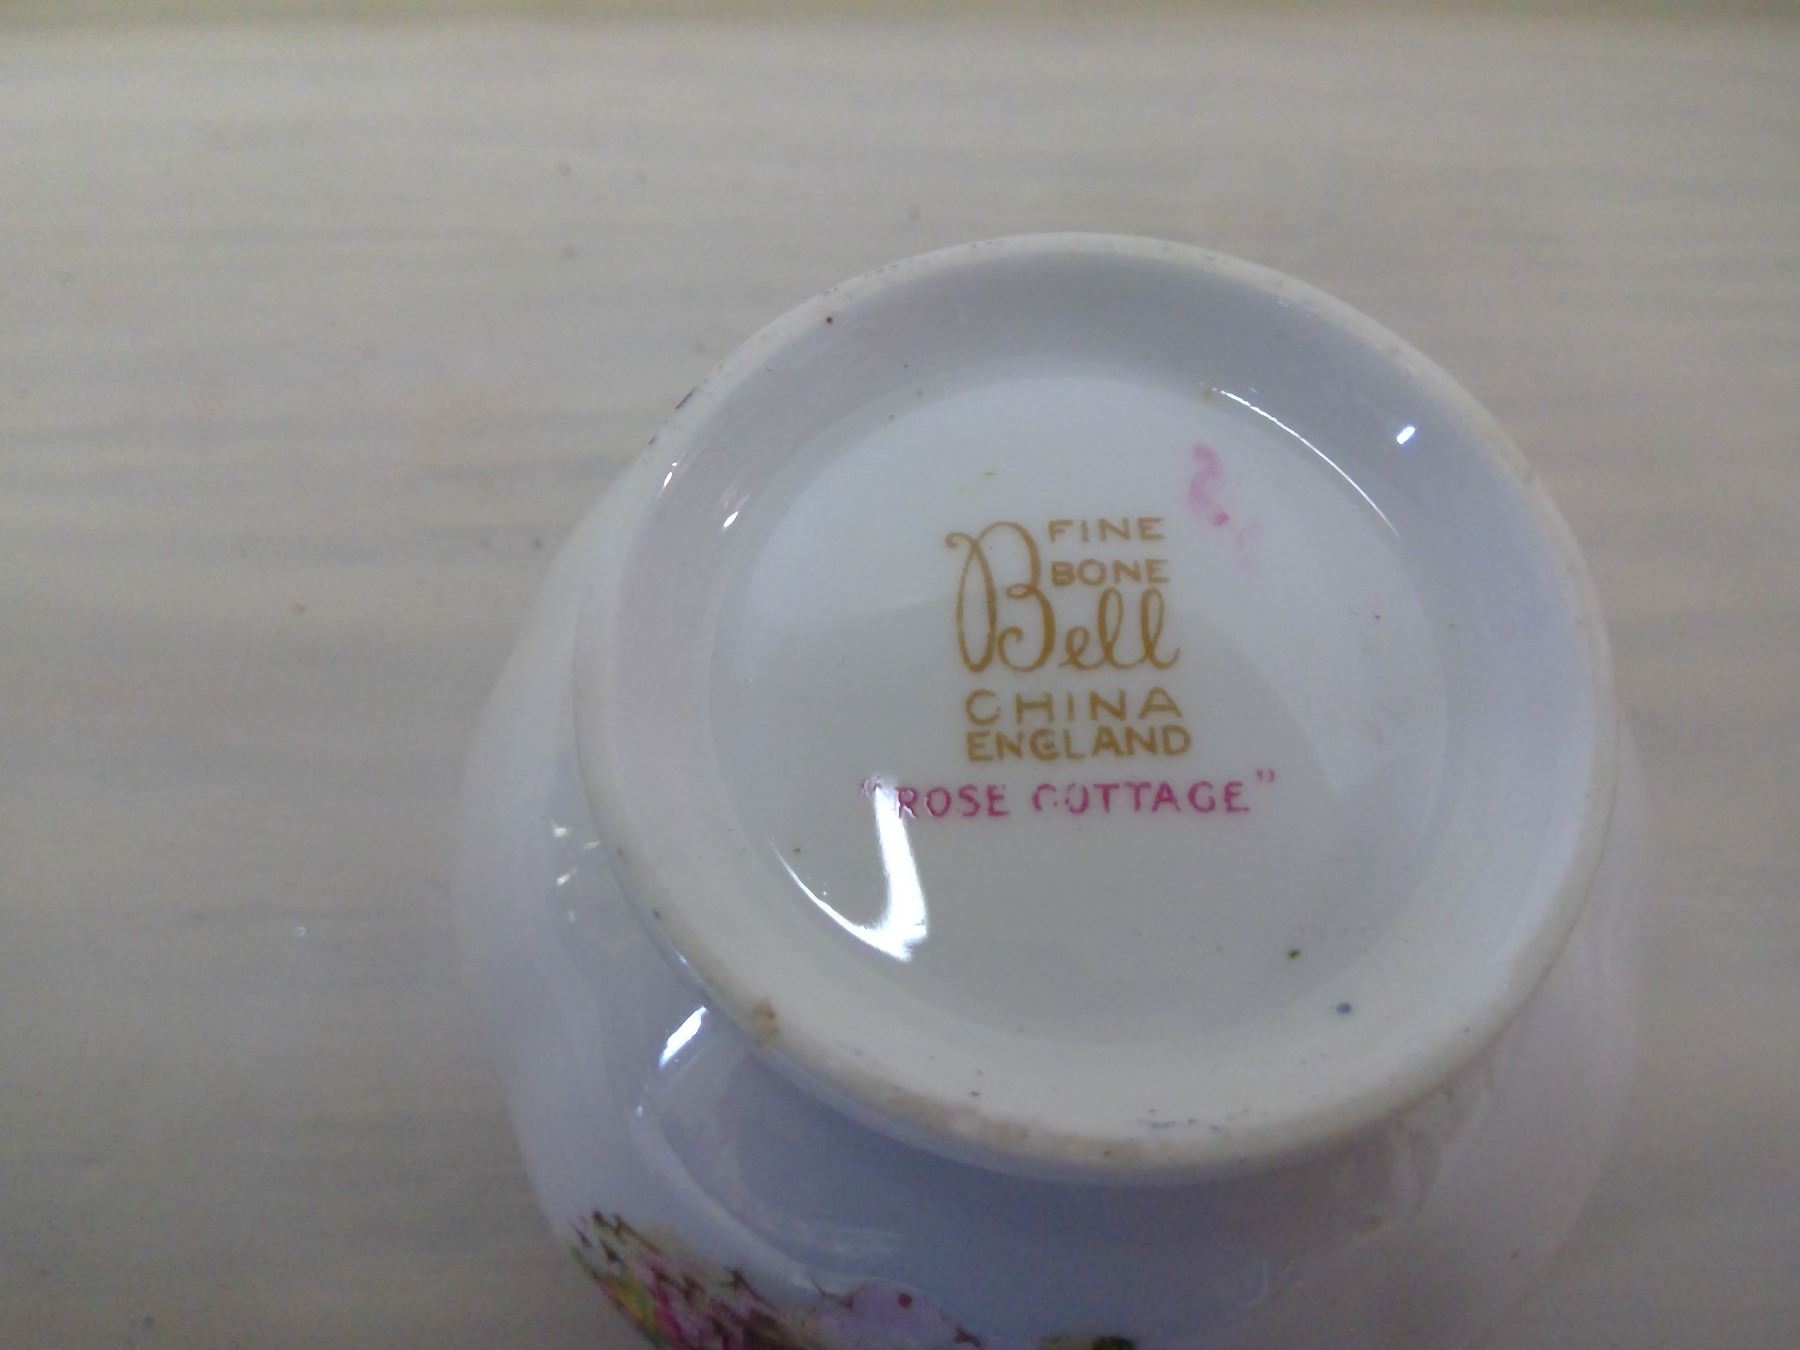 FINE
BONE
Bell
CHINA
ENGLAND
"ROSE COTTAGE"